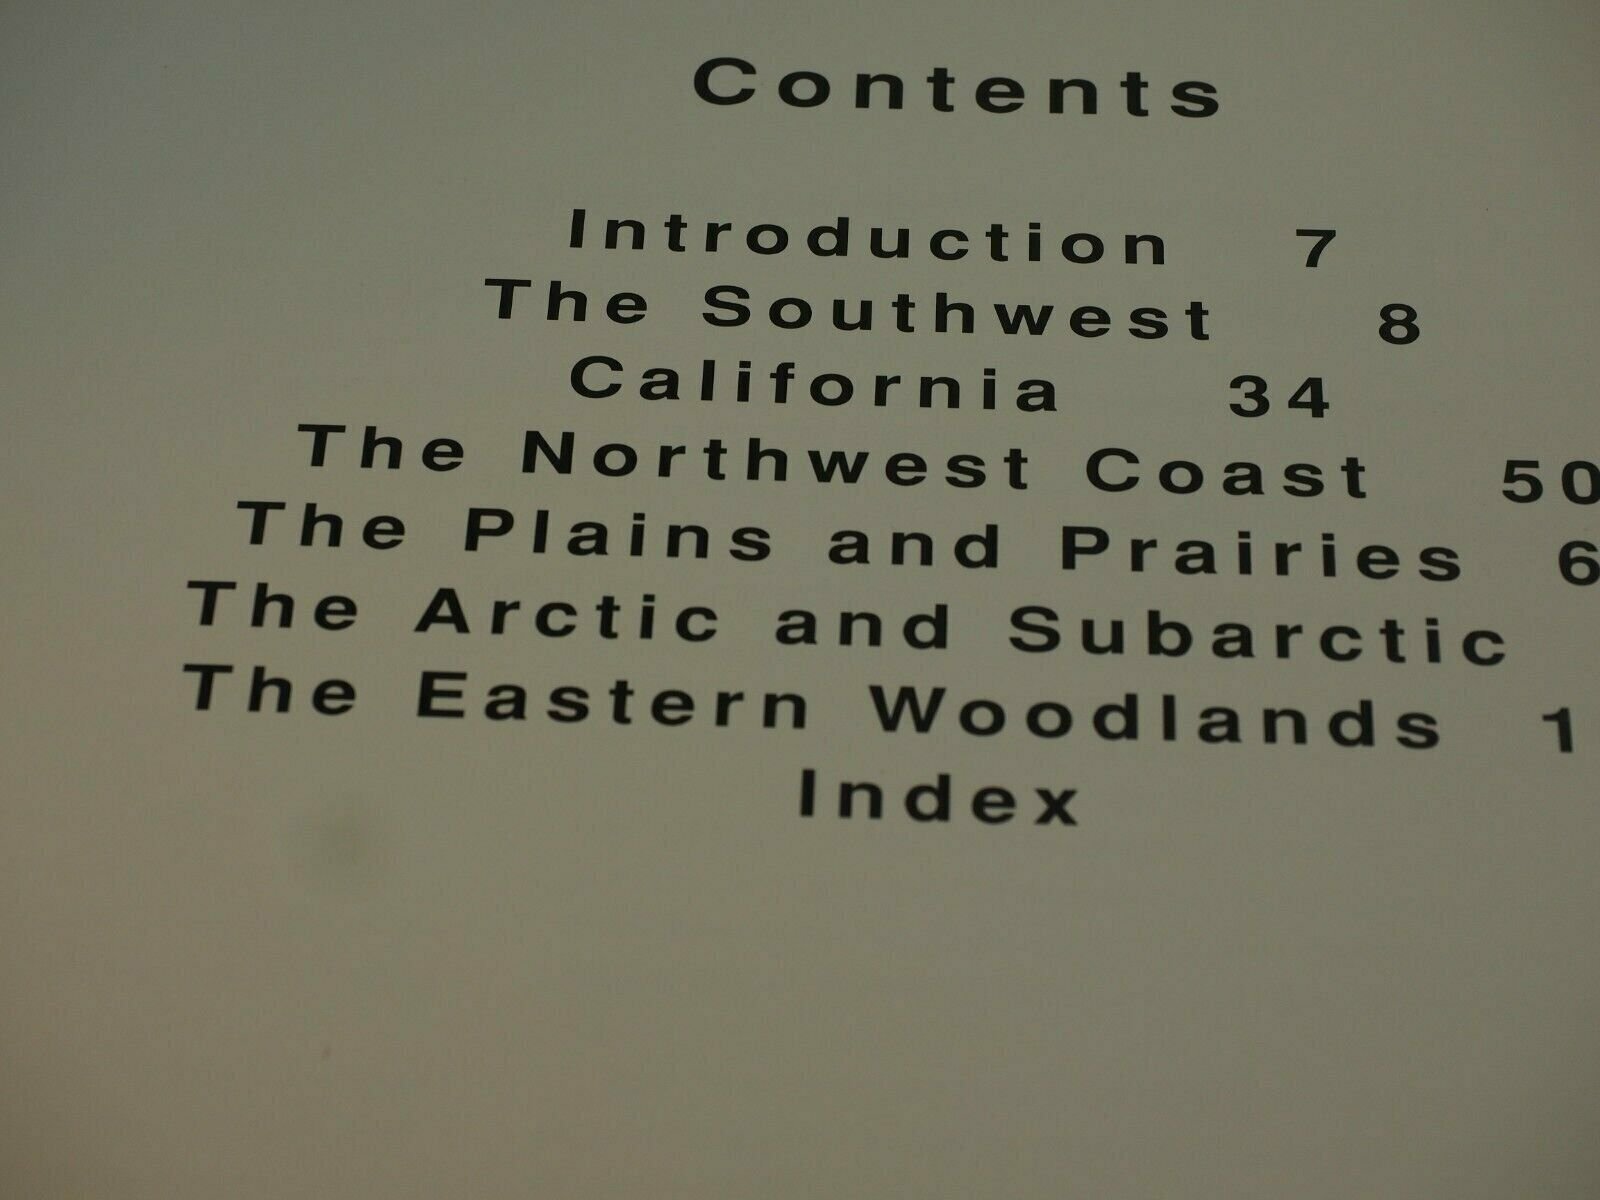 Contents
Introduction 7
The Southwest 8
California 34
The Northwest Coast 50
The Plains and Prairies 6
The Arctic and Subarctic
The Eastern Woodlands 1
Index